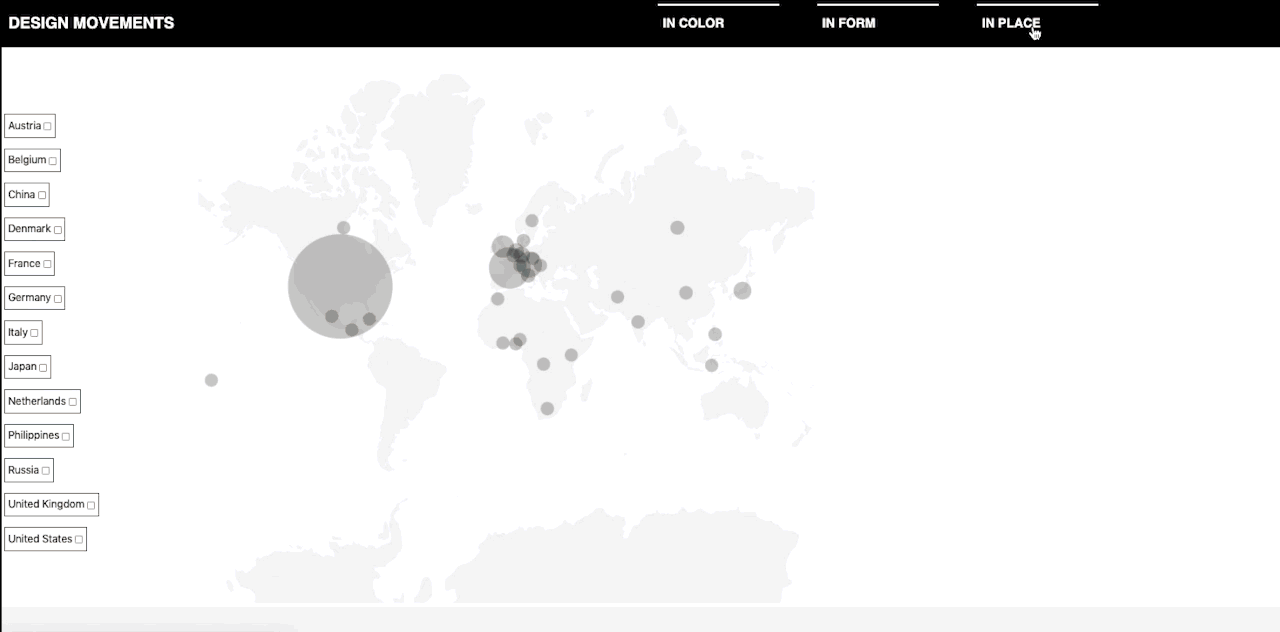 DESIGN MOVEMENTS
IN COLOR
IN FORM
IN PLACE
Austria
Belgium
China
Denmark
France
Germany
Italy
Japan
Netherlands
Philippines
Russia
United Kingdom
United States